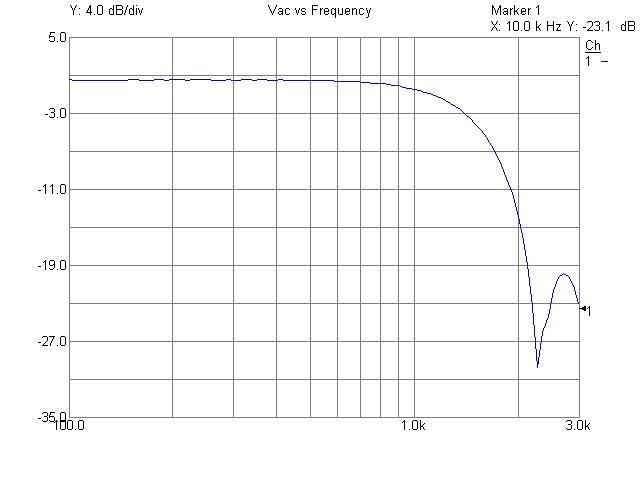 Y: 4.0 dB/div Vac vs Frequency Marker 1
X: 10.0 k Hz Y: -23.1 dB
5.0
Ch
1
-3.0
-11.0
-19.0
1
-27.0
-35.0
100.0 1.0k 3.0k